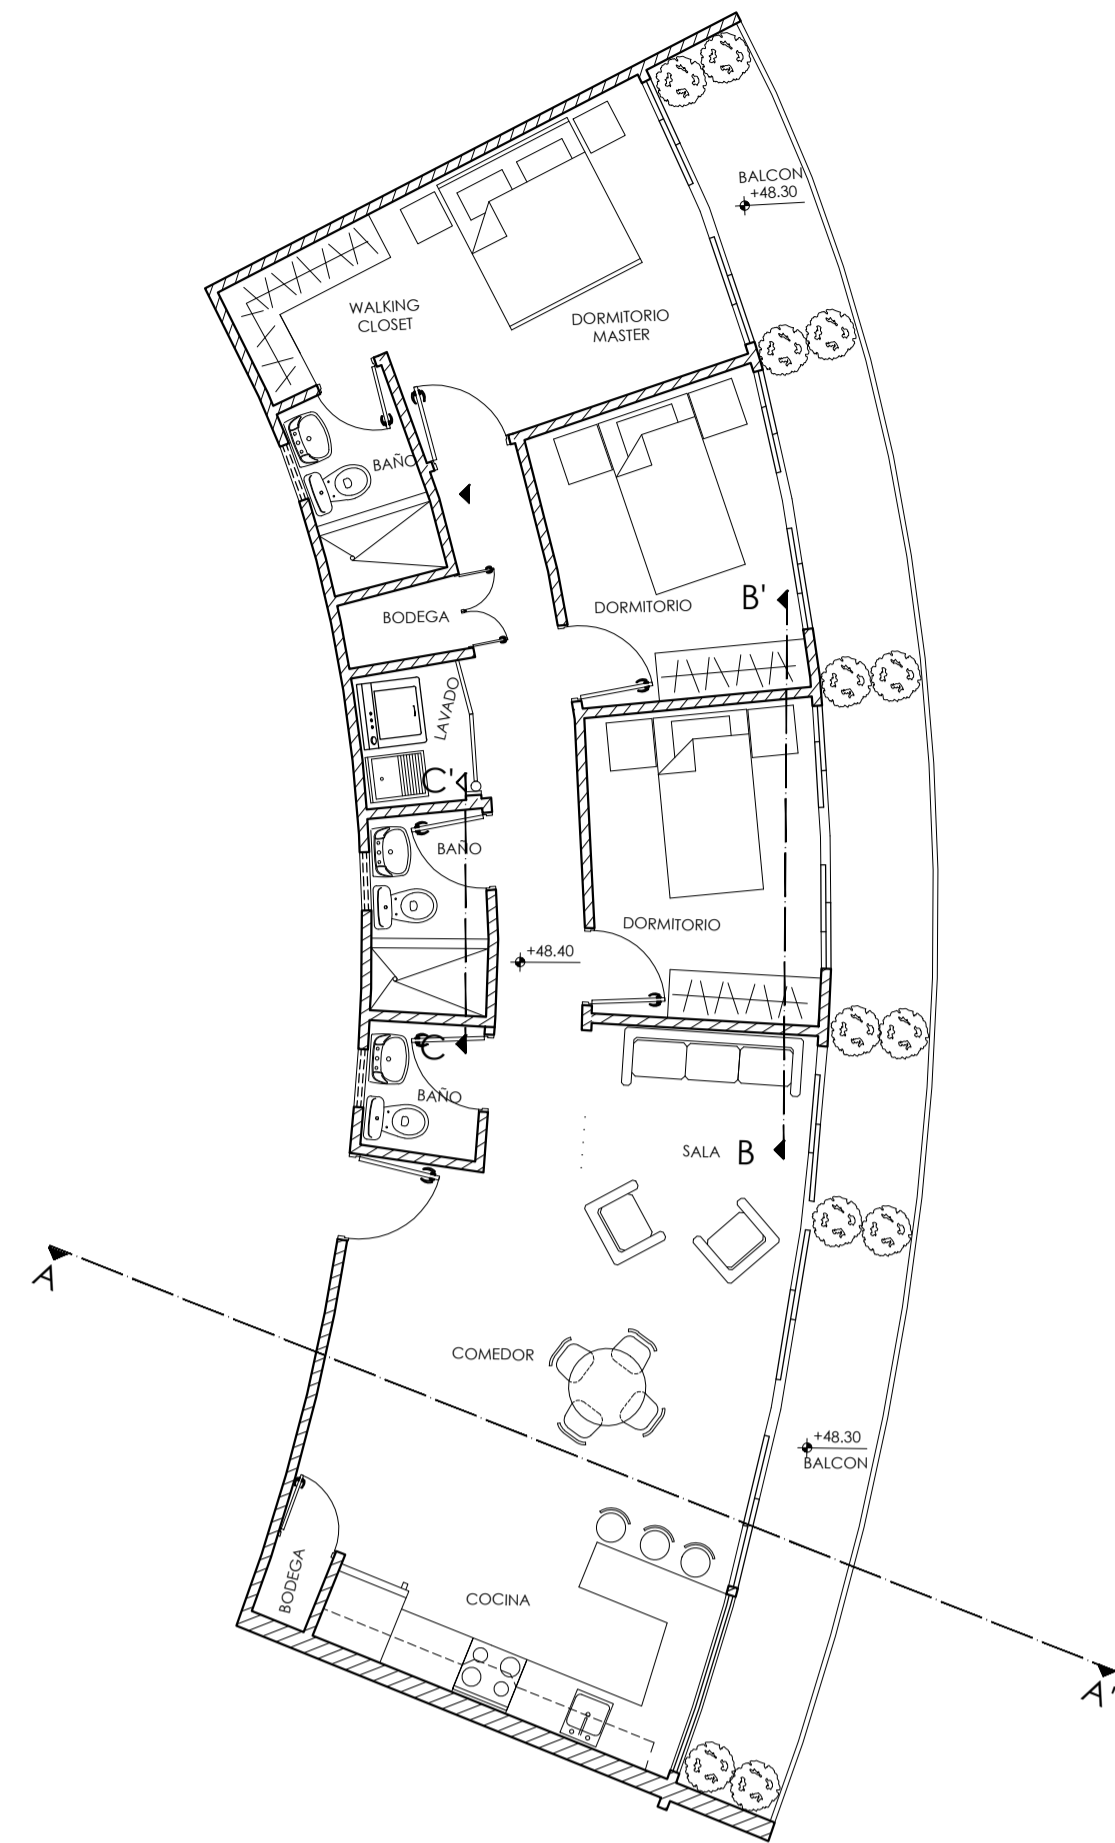 BALCON
+48.30
WALKING
CLOSET
DORMITORIO
MASTER
BAÑO
BODEGA
DORMITORIO
B'
LAVADO
C'
BAÑO
DORMITORIO
+48.40
C
BAÑO
SALA
B
A
COMEDOR
+48.30
BALCON
BODEGA
COCINA
A'